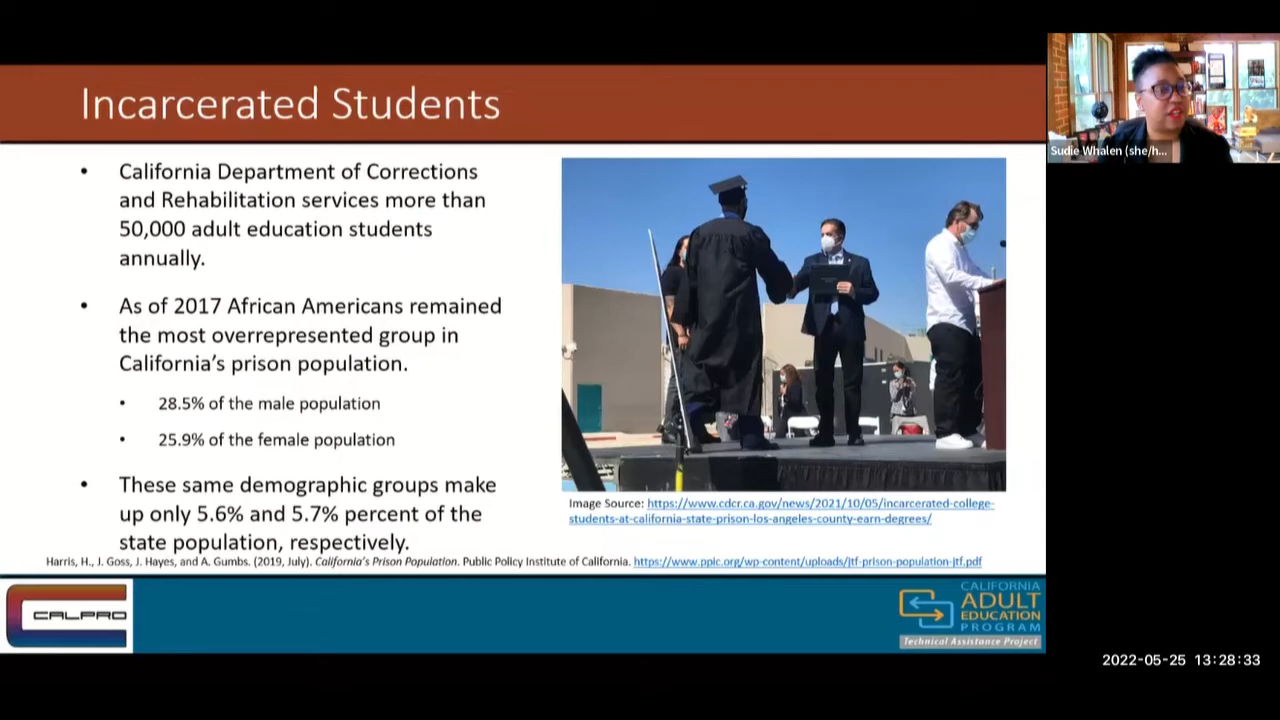 Incarcerated Students
• California Department of Corrections
and Rehabilitation services more than
50,000 adult education students
annually.
• As of 2017 African Americans remained
the most overrepresented group in
California's prison population.
• 28.5% of the male population
• 25.9% of the female population
• These same demographic groups make
up only 5.6% and 5.7% percent of the
state population, respectively.
Image Source: https://www.cdcr.ca.gov/news/2021/10/05/incarcerated-college-
students-at-california-state-prison-los-angeles-county-earn-degrees/
Harris, H., J. Goss, J. Hayes, and A. Gumbs. (2019, July). California's Prison Population. Public Policy Institute of California. https://www.ppic.org/wp-content/uploads/jtf-prison-population-jtf.pdf
CALPRO
CALIFORNIA
ADULT
EDUCATION
PROGRAM
Technical Assistance Project
Sudie Whalen (she/h...
2022-05-25 13:28:33